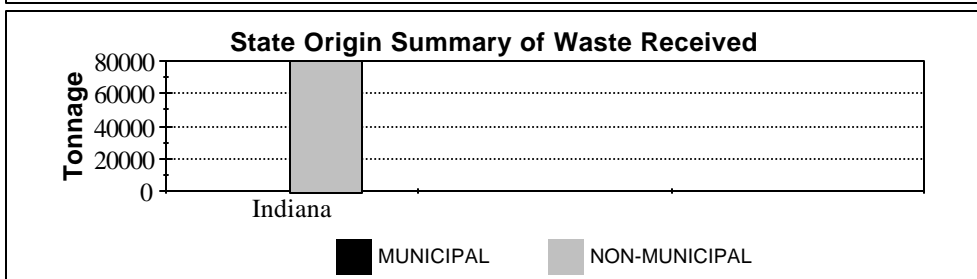 State Origin Summary of Waste Received
Tonnage
80000
60000
40000
20000
0
Indiana
MUNICIPAL NON-MUNICIPAL